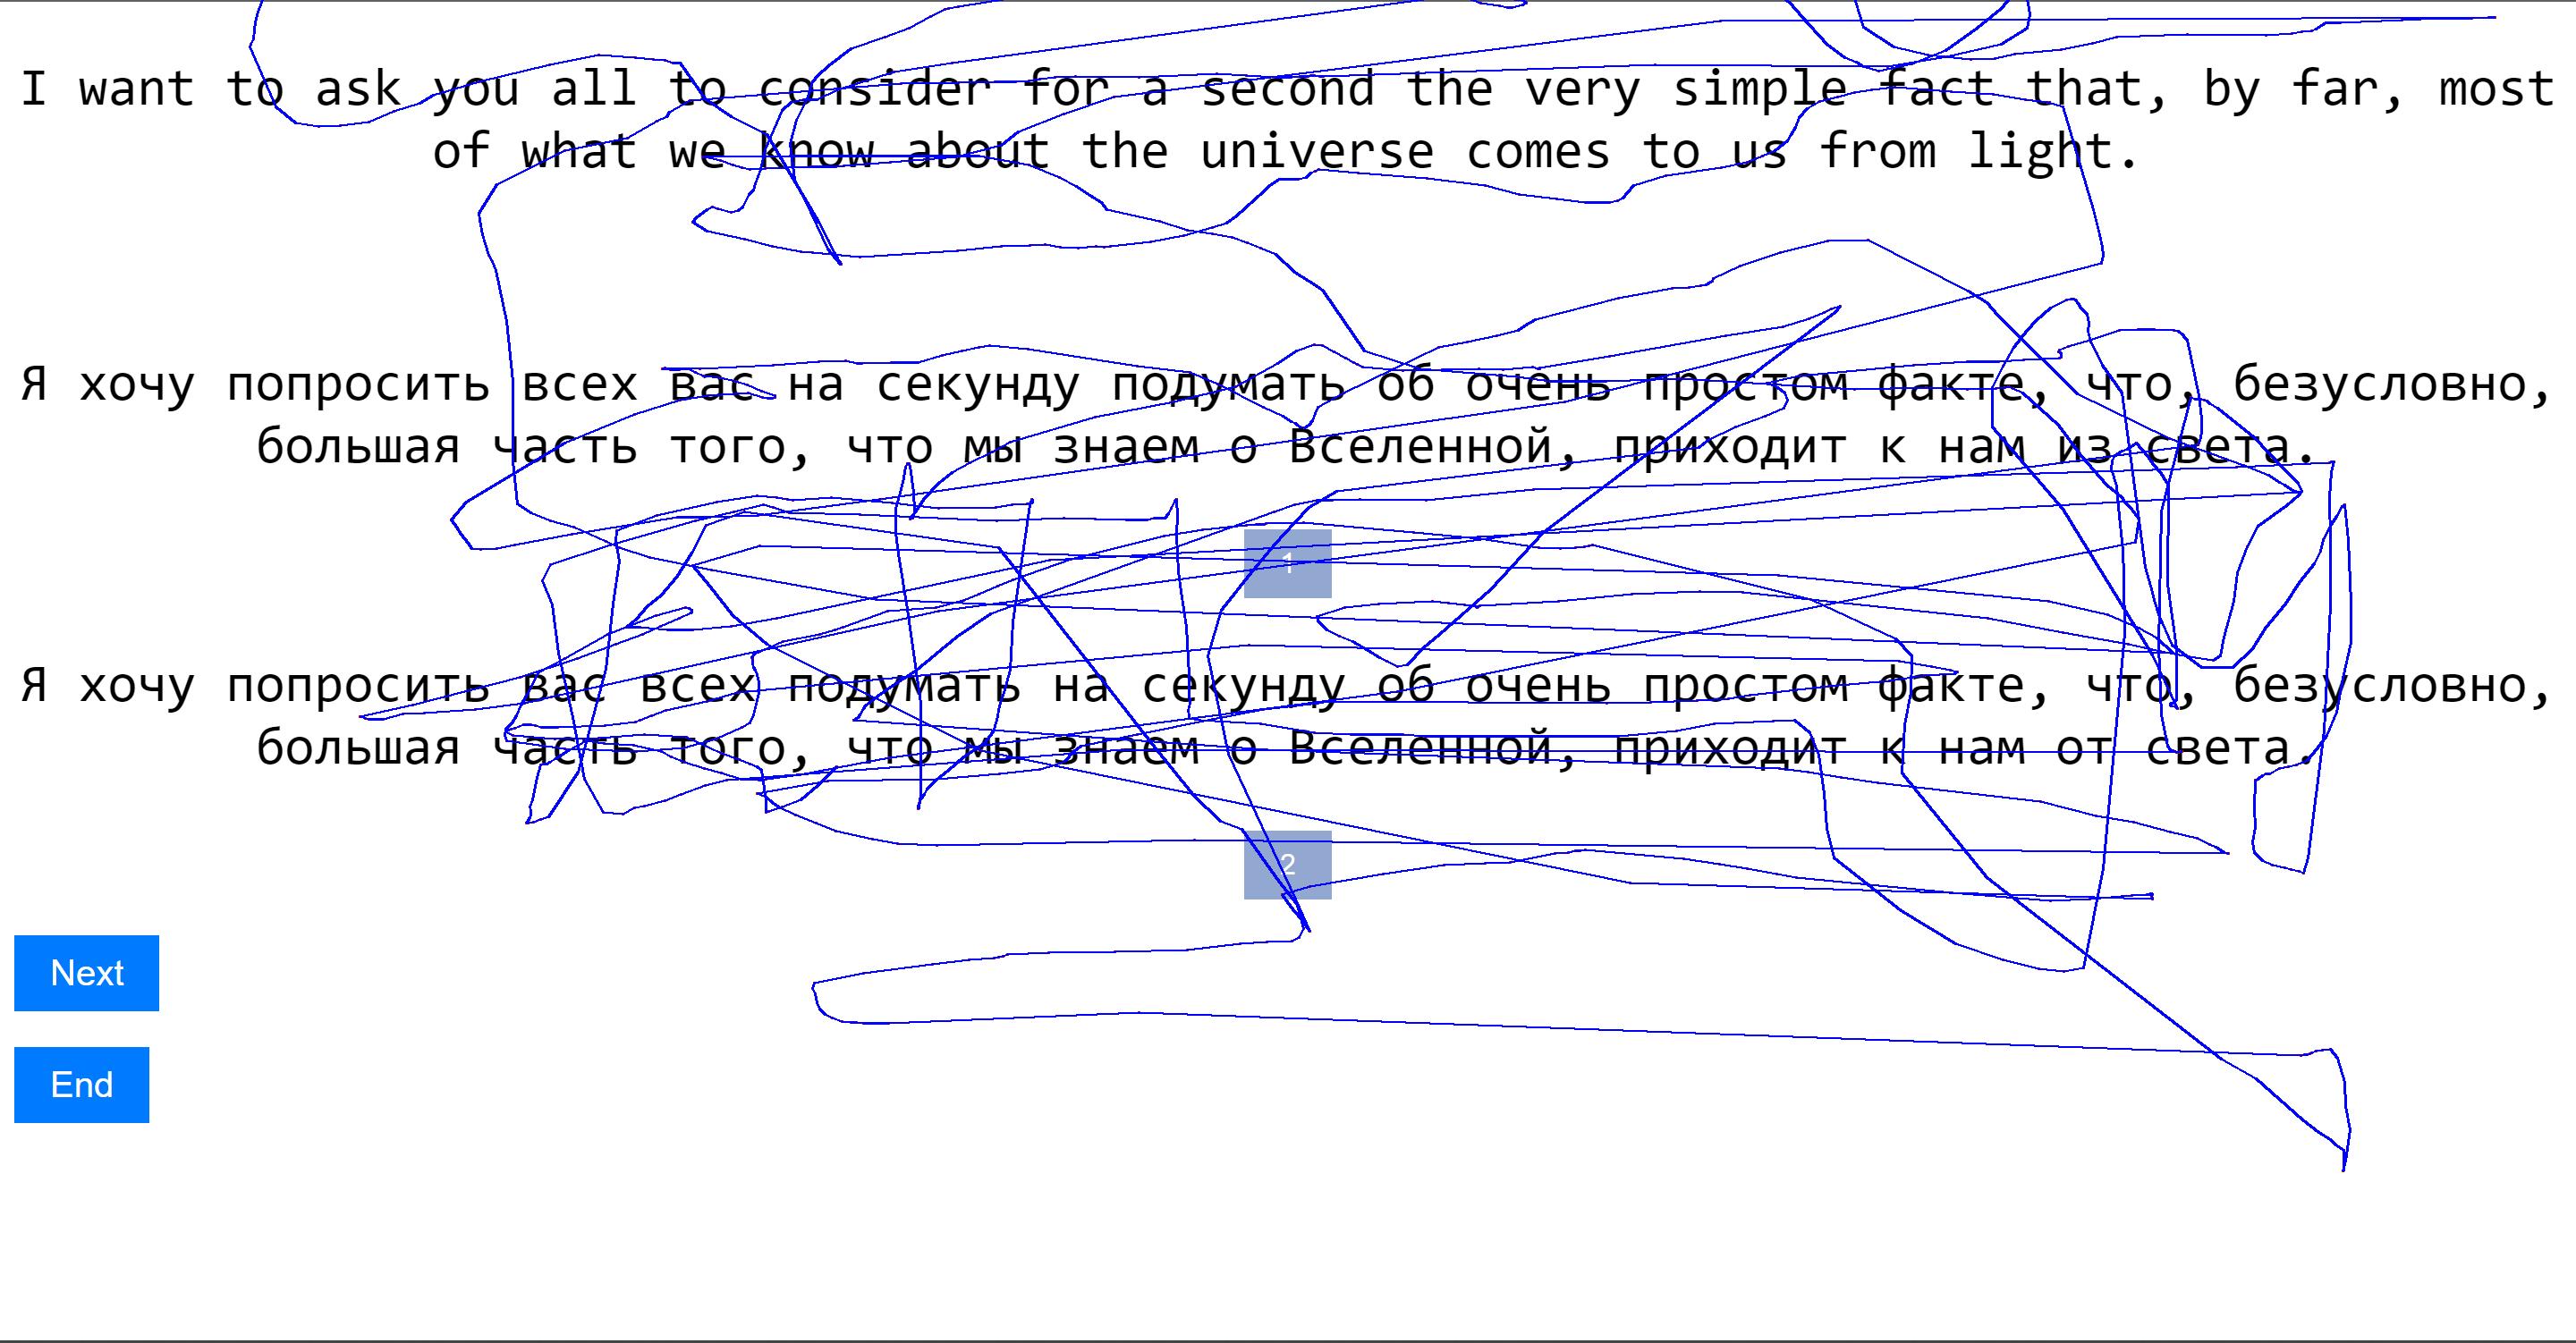 I want to ask you all to consider for a second the very simple fact that, by far, most
of what we know about the universe comes to us from light.
Я хочу попросить всех вас на секунду подумать об очень простом факте, что, безусловно,
большая часть того, что мы знаем о Вселенной, приходит к нам из света.
1
Я хочу попросить вас всех подумать на секунду об очень простом факте, что, безусловно,
большая часть того, что мы знаем о Вселенной, приходит к нам от света.
2
Next
End